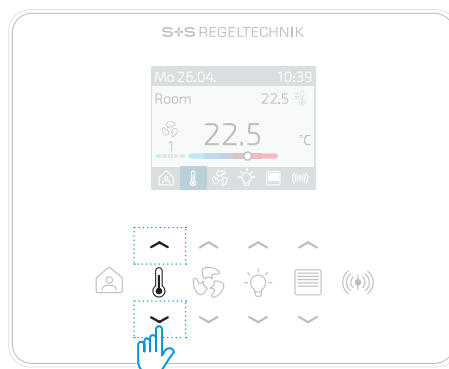 S+S REGELTECHNIK
Mo 26.04. 10:39
Room 22.5
22.5 °C
1